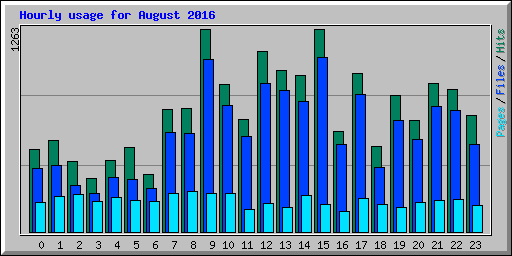 Hourly usage for August 2016
1263
Pages/Files/Hits
0 1 2 3 4 5 6 7 8 9 10 11 12 13 14 15 16 17 18 19 20 21 22 23